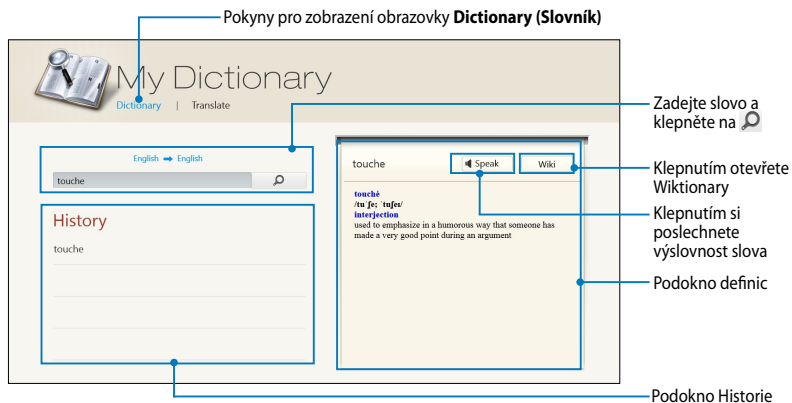 Pokyny pro zobrazení obrazovky Dictionary (Slovník)
My Dictionary
Dictionary | Translate
English ➡ English
touche
History
touche
touche
Speak
Wiki
touché
/tuˈʃe; ˈtuʃeɪ/
interjection
used to emphasize in a humorous way that someone has
made a very good point during an argument
Zadejte slovo a
klepněte na
Klepnutím otevřete
Wiktionary
Klepnutím si
poslechnete
výslovnost slova
Podokno definic
Podokno Historie